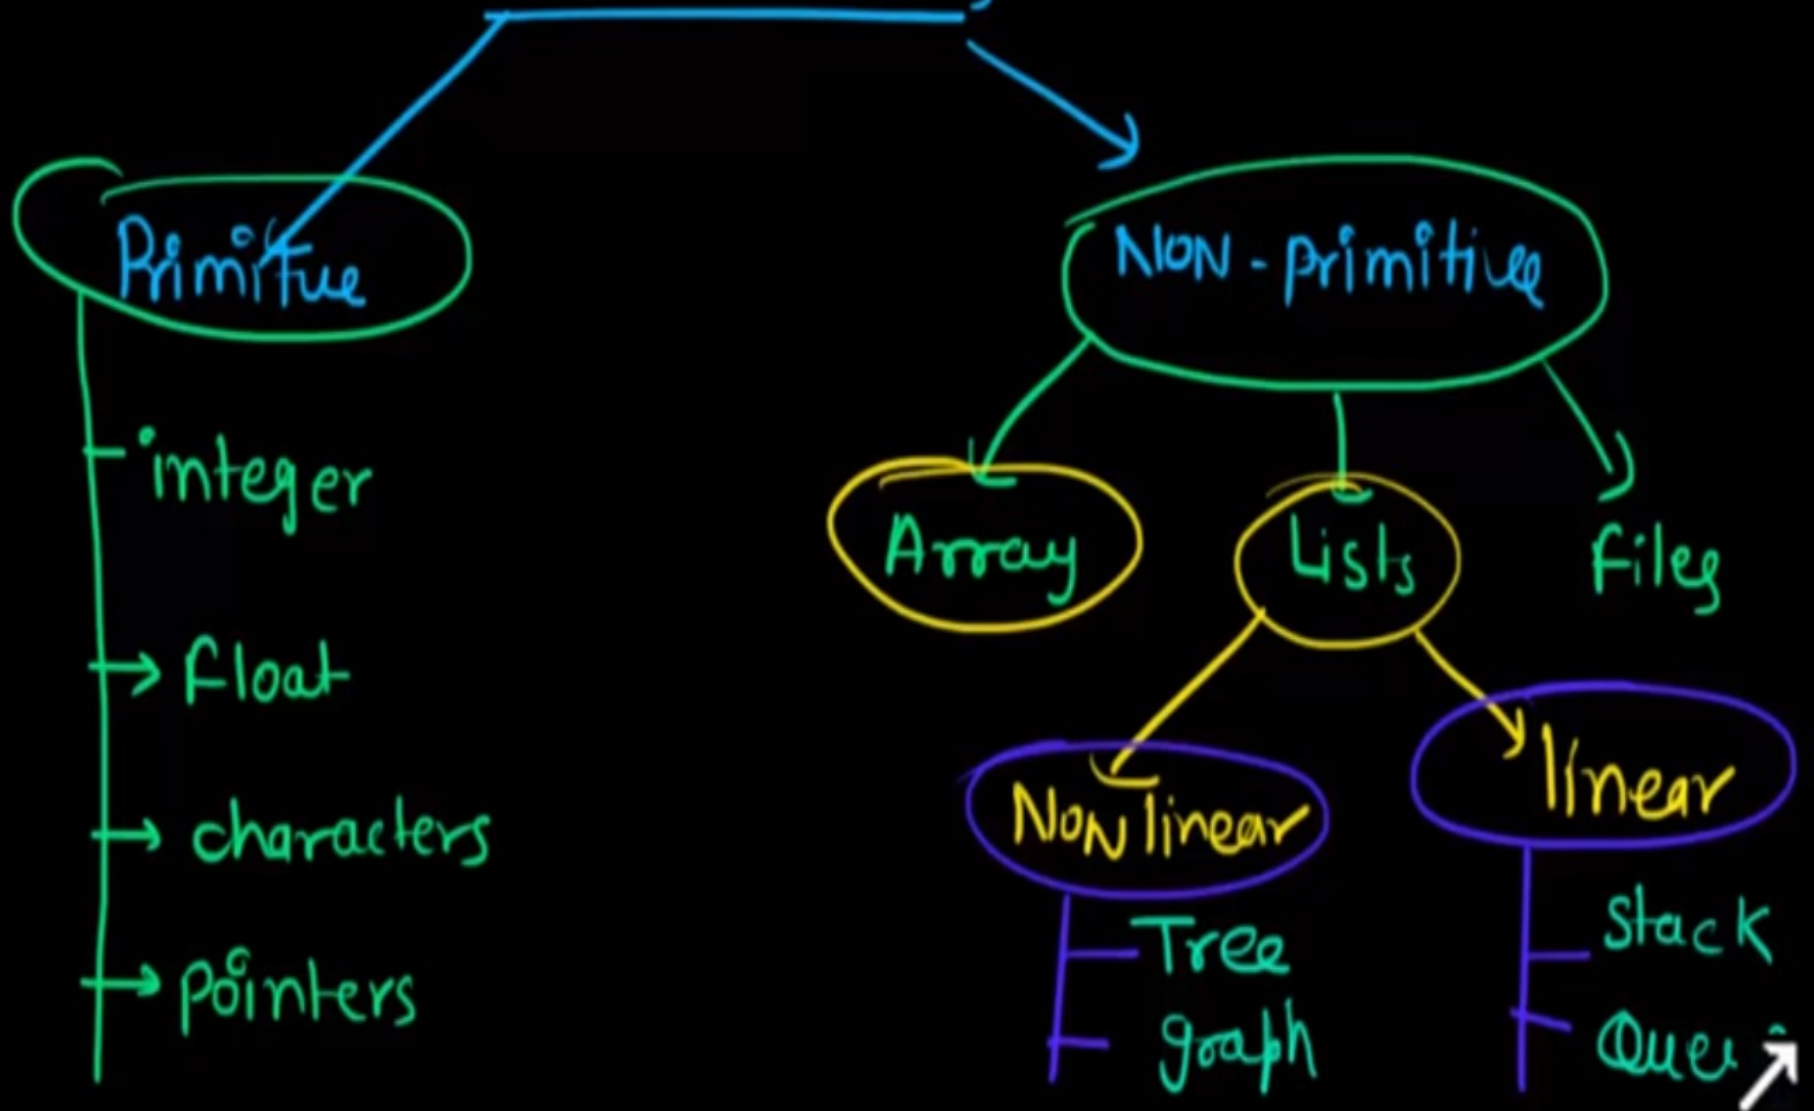 Primitive
NON-primitive
integer
float
characters
pointers
Array
Lists
files
Non linear
linear
Tree
graph
Stack